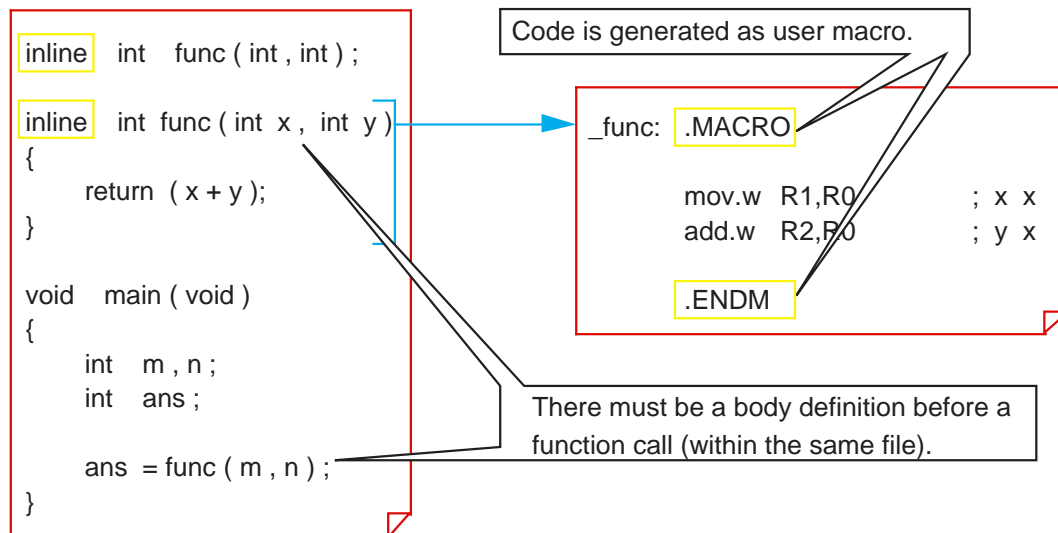 inline int func ( int , int ) ;
inline int func ( int x , int y )
{
return ( x + y );
}
void main ( void )
{
int m , n ;
int ans ;
ans = func ( m , n ) ;
}
Code is generated as user macro.
_func: .MACRO
mov.w R1,R0 ; x x
add.w R2,R0 ; y x
.ENDM
There must be a body definition before a
function call (within the same file).